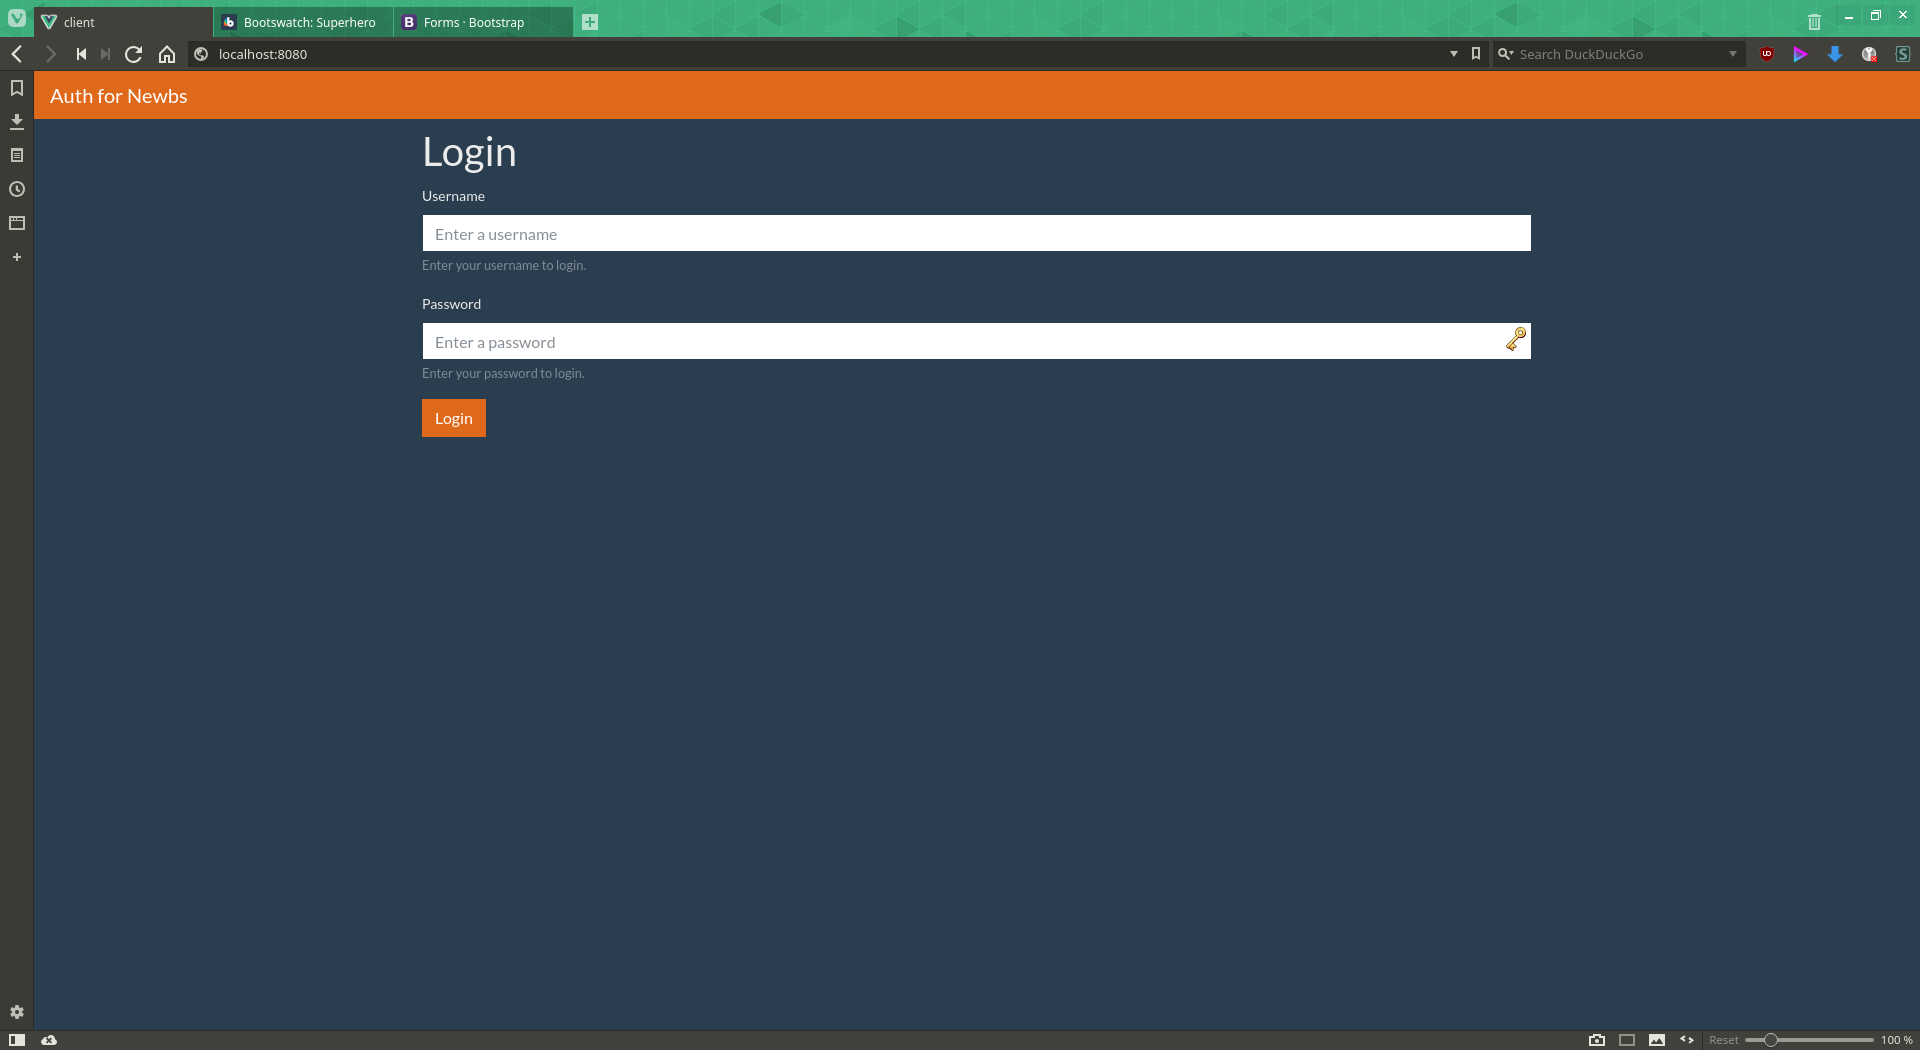 client
Bootswatch: Superhero
Forms · Bootstrap
localhost:8080
Search DuckDuckGo
Auth for Newbs
Login
Username
Enter a username
Enter your username to login.
Password
Enter a password
Enter your password to login.
Login
Reset
100 %